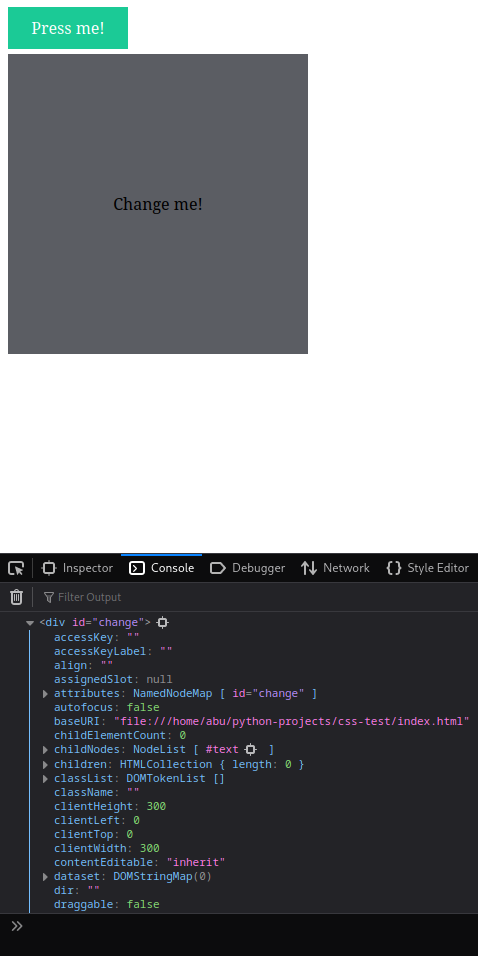 Press me!
Change me!
Inspector Console Debugger Network Style Editor
Filter Output
<div id="change">
accessKey: ""
accessKeyLabel: ""
align: ""
assignedSlot: null
attributes: NamedNodeMap [ id="change" ]
autofocus: false
baseURI: "file:///home/abu/python-projects/css-test/index.html"
childElementCount: 0
childNodes: NodeList [ #text ]
children: HTMLCollection { length: 0 }
classList: DOMTokenList []
className: ""
clientHeight: 300
clientLeft: 0
clientTop: 0
clientWidth: 300
contentEditable: "inherit"
dataset: DOMStringMap(0)
dir: ""
draggable: false